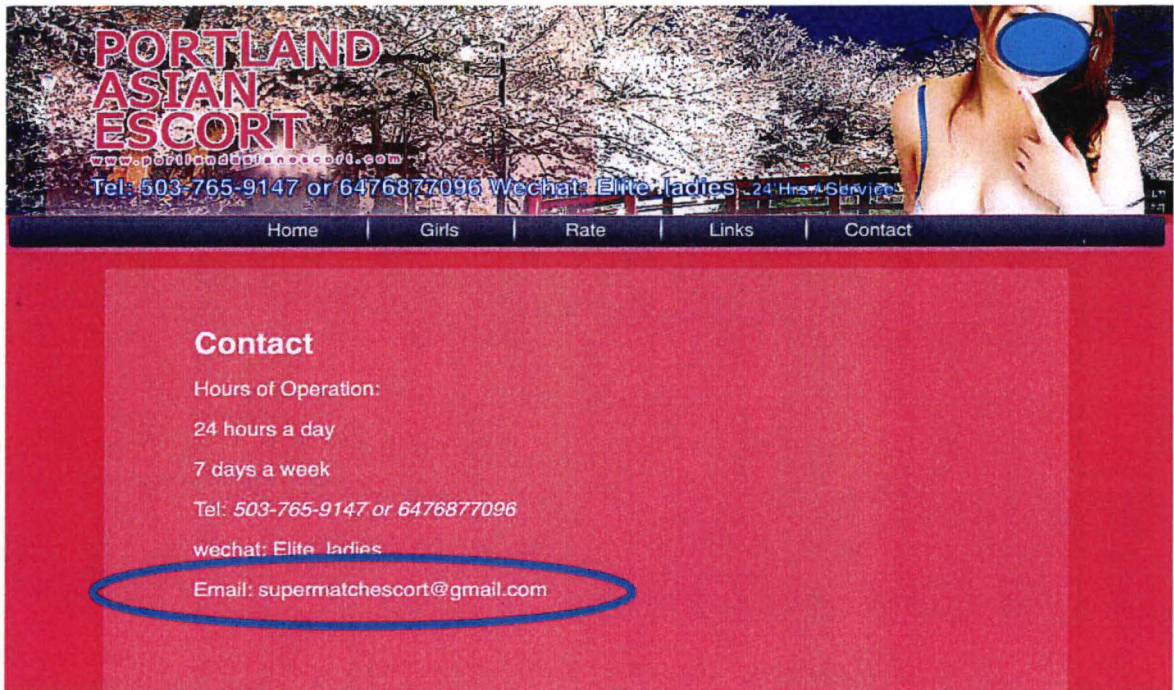 PORTLAND
ASIAN
ESCORT
www.portlandasianescort.com
Tel: 503-765-9147 or 6476877096 Wechat: Elite_ladies 24 Hrs / Service
Home | Girls | Rate | Links | Contact
Contact
Hours of Operation:
24 hours a day
7 days a week
Tel: 503-765-9147 or 6476877096
wechat: Elite_ladies
Email: supermatchescort@gmail.com